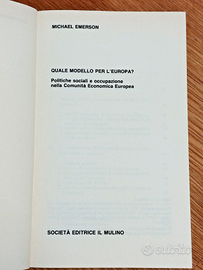 MICHAEL EMERSON
QUALE MODELLO PER L'EUROPA?
Politiche sociali e occupazione
nella Comunità Economica Europea
SOCIETÀ EDITRICE IL MULINO